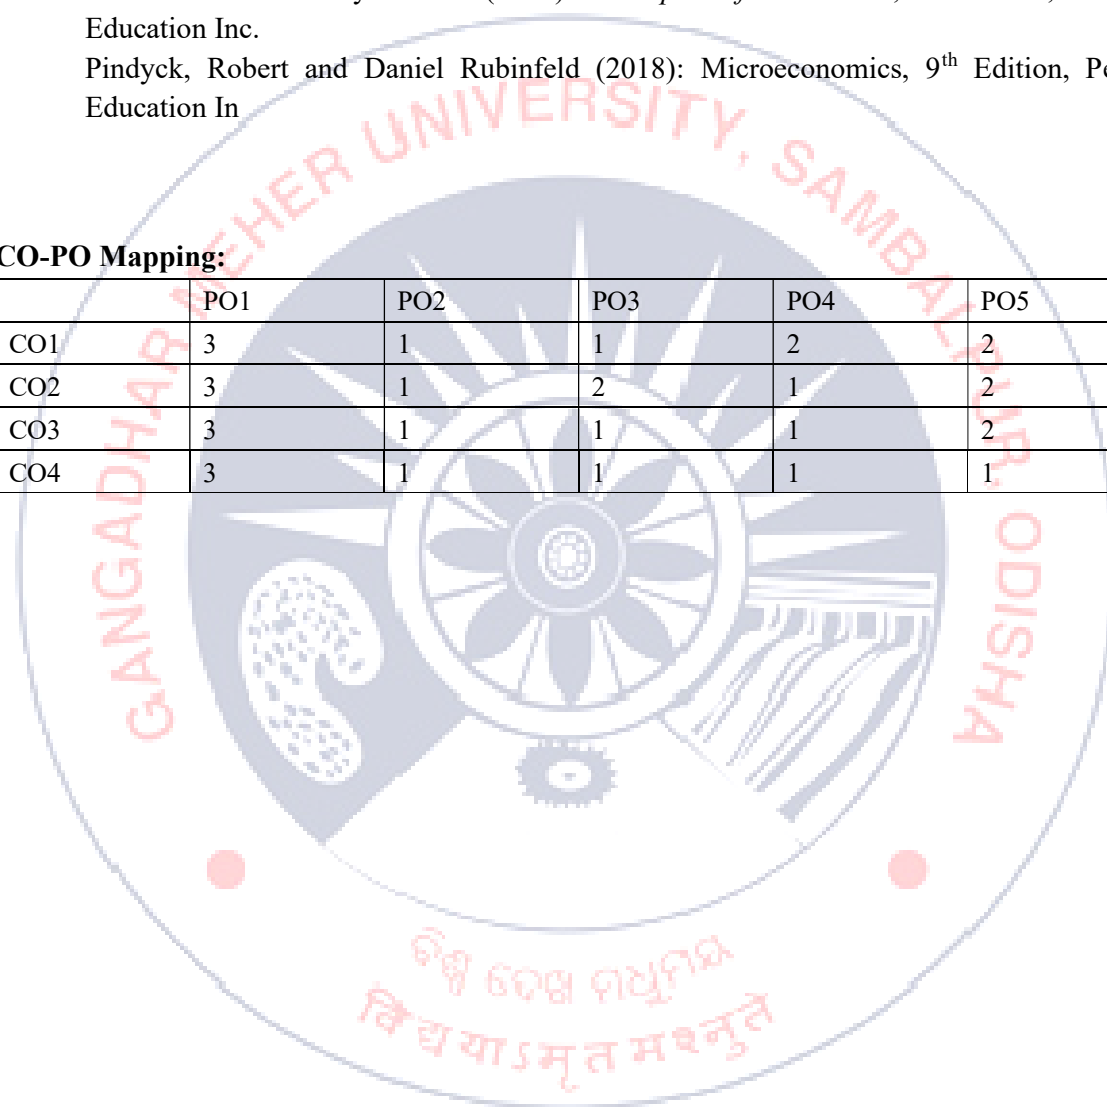 Education Inc.
Pindyck, Robert and Daniel Rubinfeld (2018): Microeconomics, 9th Edition,
Education In
GANGADHAR MEHER UNIVERSITY, SAMBALPUR, ODISHA
CO-PO Mapping:
PO1 PO2 PO3 PO4 PO5
CO1 3 1 1 2 2
CO2 3 1 2 1 2
CO3 3 1 1 1 2
CO4 3 1 1 1 1
विद्ययाऽमृतमश्नुते